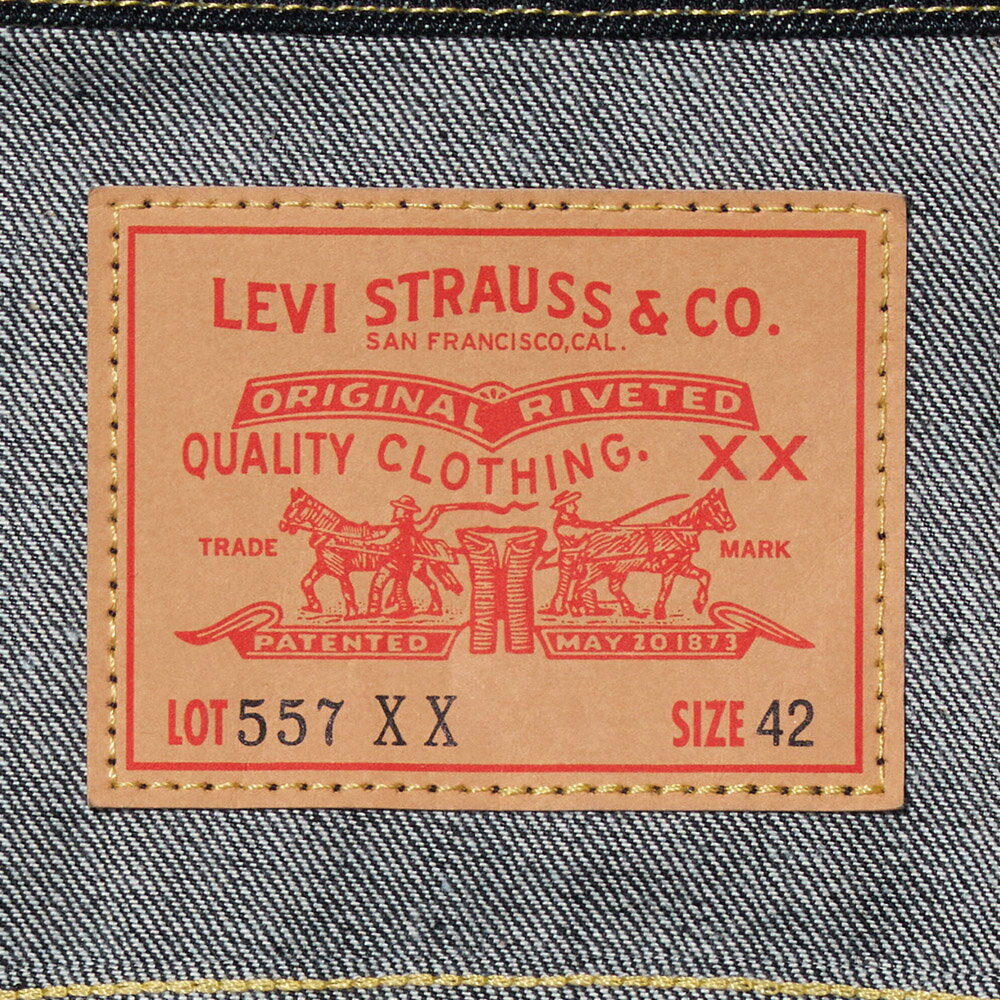 LEVI STRAUSS & CO.
SAN FRANCISCO, CAL.
ORIGINAL RIVETED
QUALITY CLOTHING. XX
TRADE MARK
PATENTED MAY 20 1873
LOT 557 XX SIZE 42